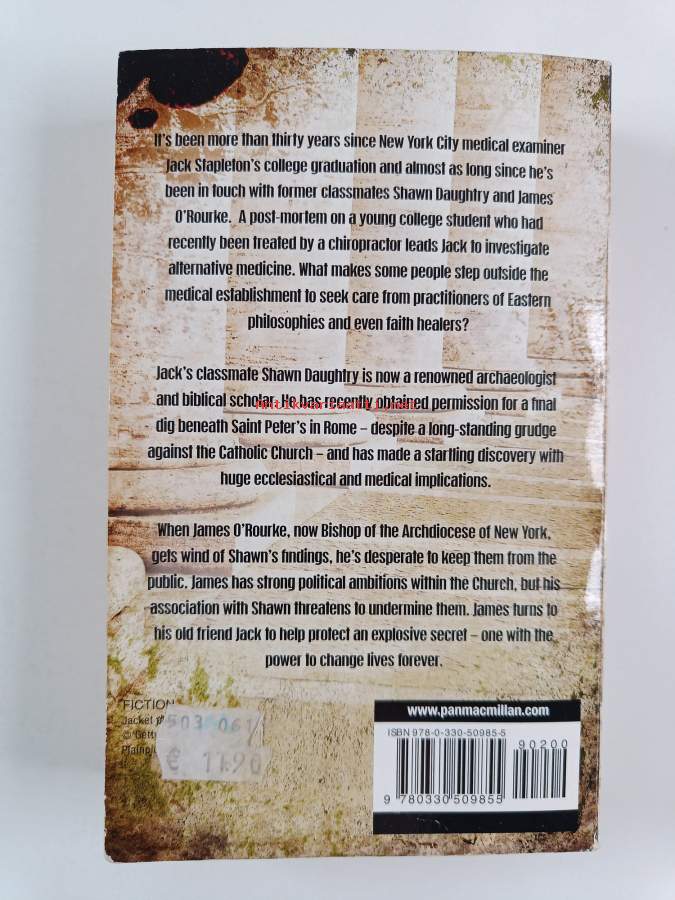 It's been more than thirty years since New York City medical examiner
Jack Stapleton's college graduation and almost as long since he's
been in touch with former classmates Shawn Daughtry and James
O'Rourke. A post-mortem on a young college student who had
recently been treated by a chiropractor leads Jack to investigate
alternative medicine. What makes some people step outside the
medical establishment to seek care from practitioners of Eastern
philosophies and even faith healers?
Jack's classmate Shawn Daughtry is now a renowned archaeologist
and biblical scholar. He has recently obtained permission for a final
dig beneath Saint Peter's in Rome – despite a long-standing grudge
against the Catholic Church – and has made a startling discovery with
huge ecclesiastical and medical implications.
When James O'Rourke, now Bishop of the Archdiocese of New York,
gets wind of Shawn's findings, he's desperate to keep them from the
public. James has strong political ambitions within the Church, but his
association with Shawn threatens to undermine them. James turns to
his old friend Jack to help protect an explosive secret – one with the
power to change lives forever.
FICTION
Jacket
503 061
€ 11.90
www.panmacmillan.com
ISBN 978-0-330-50985-5
90200
9 780330 509855